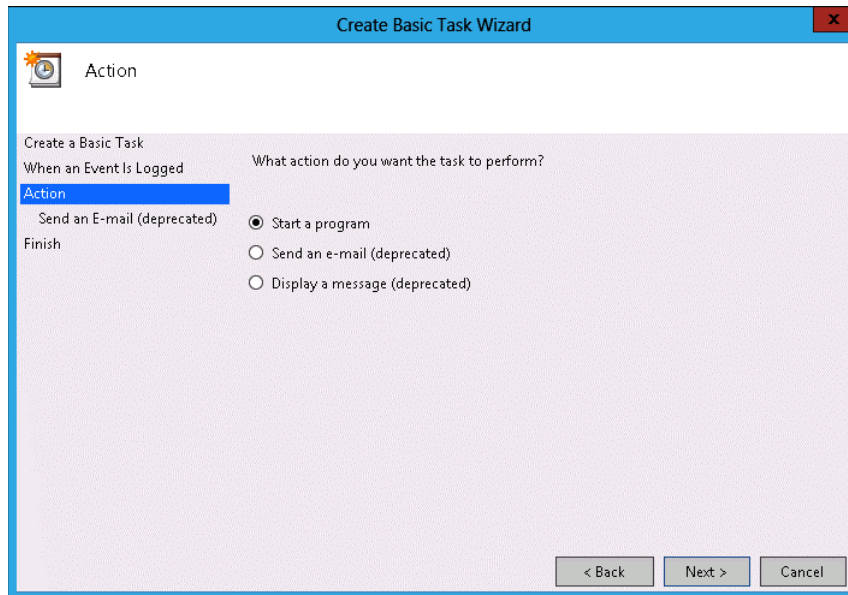 Create Basic Task Wizard
x
Action
Create a Basic Task
When an Event Is Logged
Action
Send an E-mail (deprecated)
Finish
What action do you want the task to perform?
Start a program
Send an e-mail (deprecated)
Display a message (deprecated)
< Back
Next >
Cancel